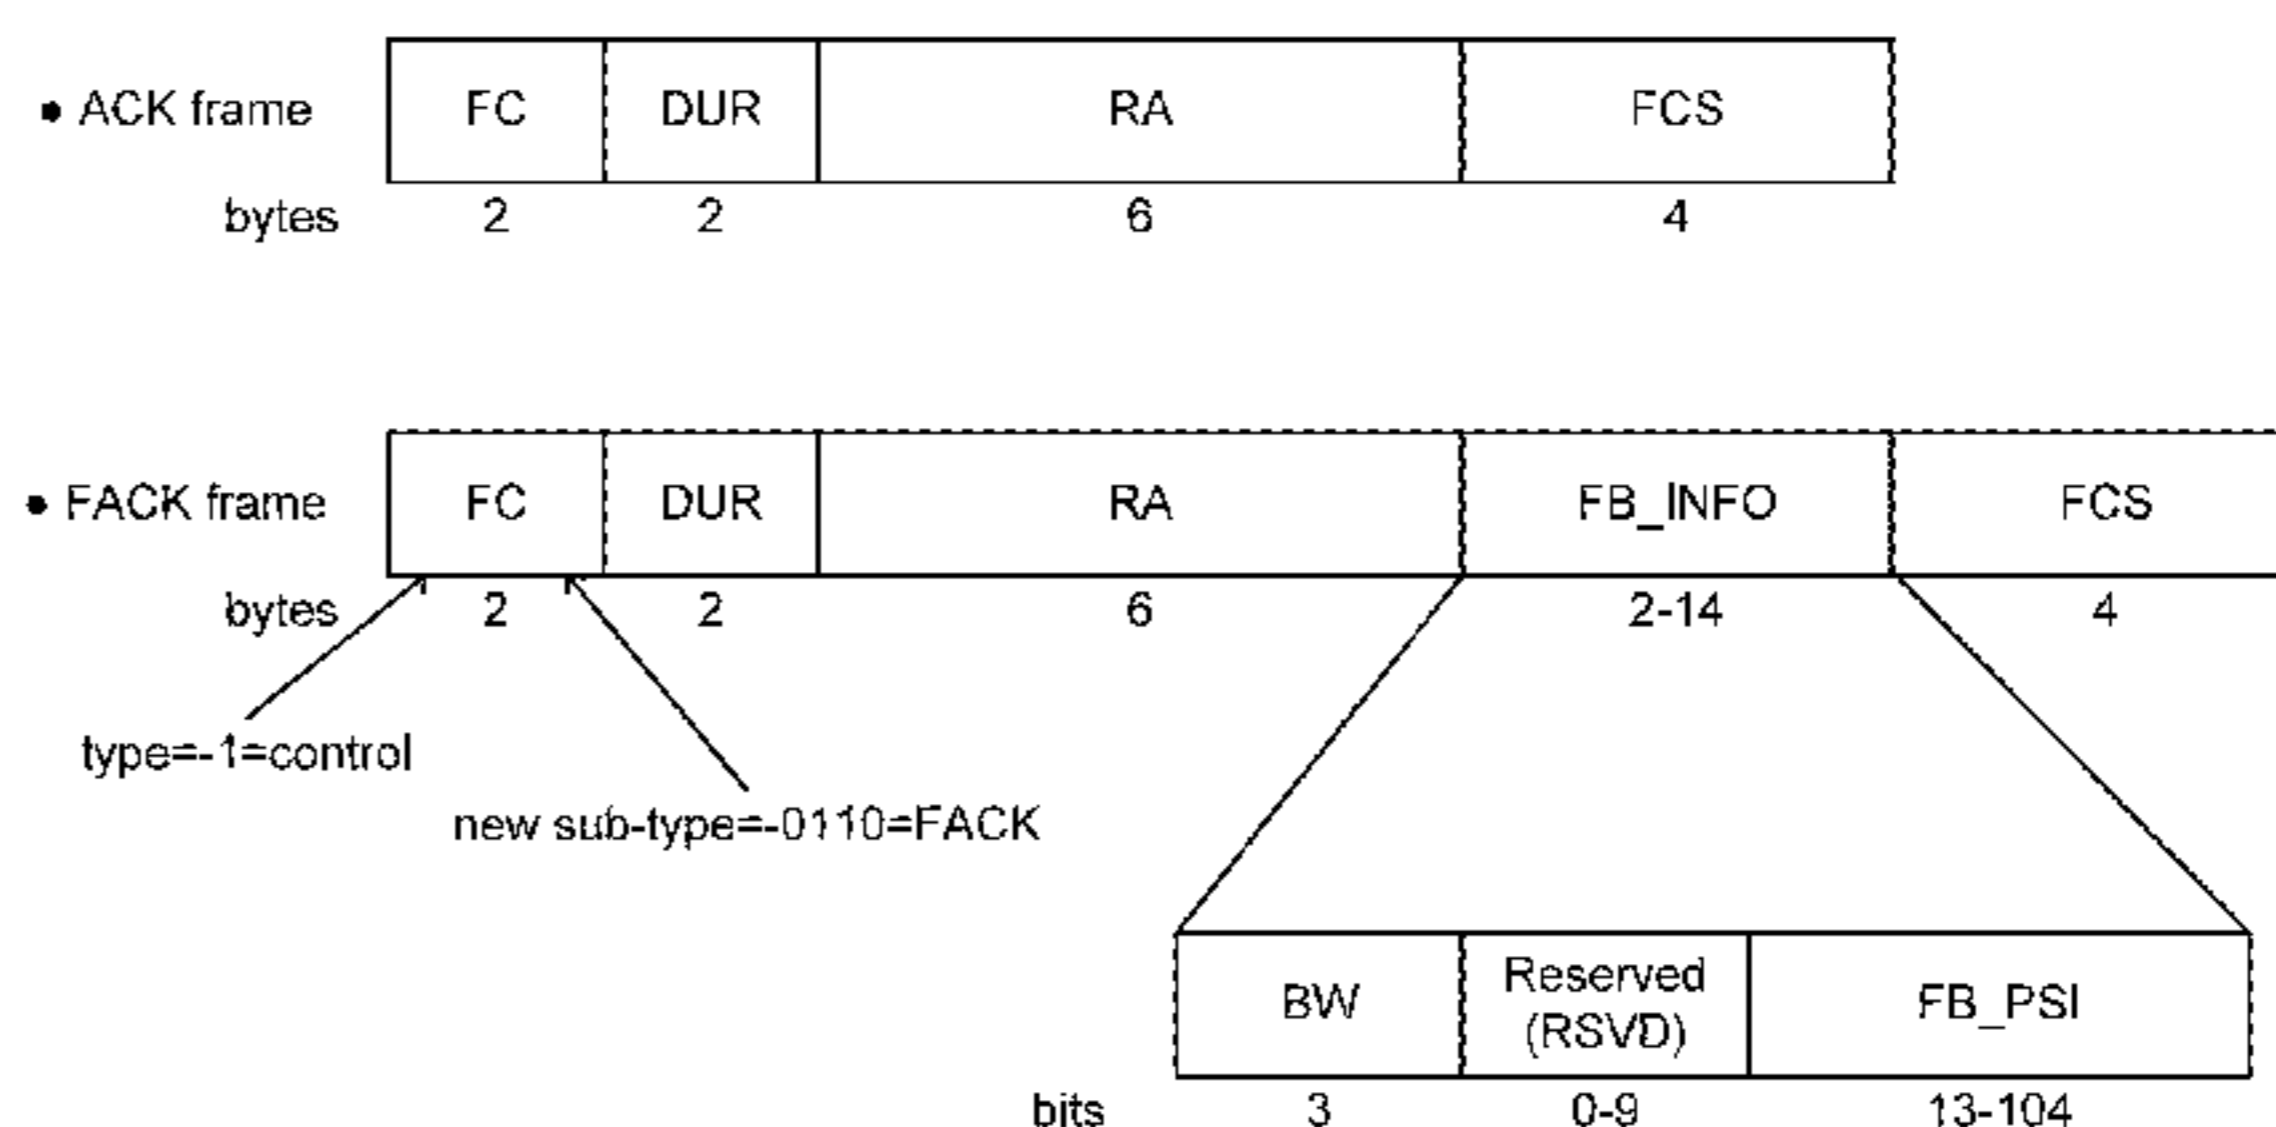 • ACK frame FC DUR RA FCS
bytes 2 2 6 4
• FACK frame FC DUR RA FB_INFO FCS
bytes 2 2 6 2-14 4
type=-1=control
new sub-type=-0110=FACK
BW Reserved (RSVD) FB_PSI
bits 3 0-9 13-104